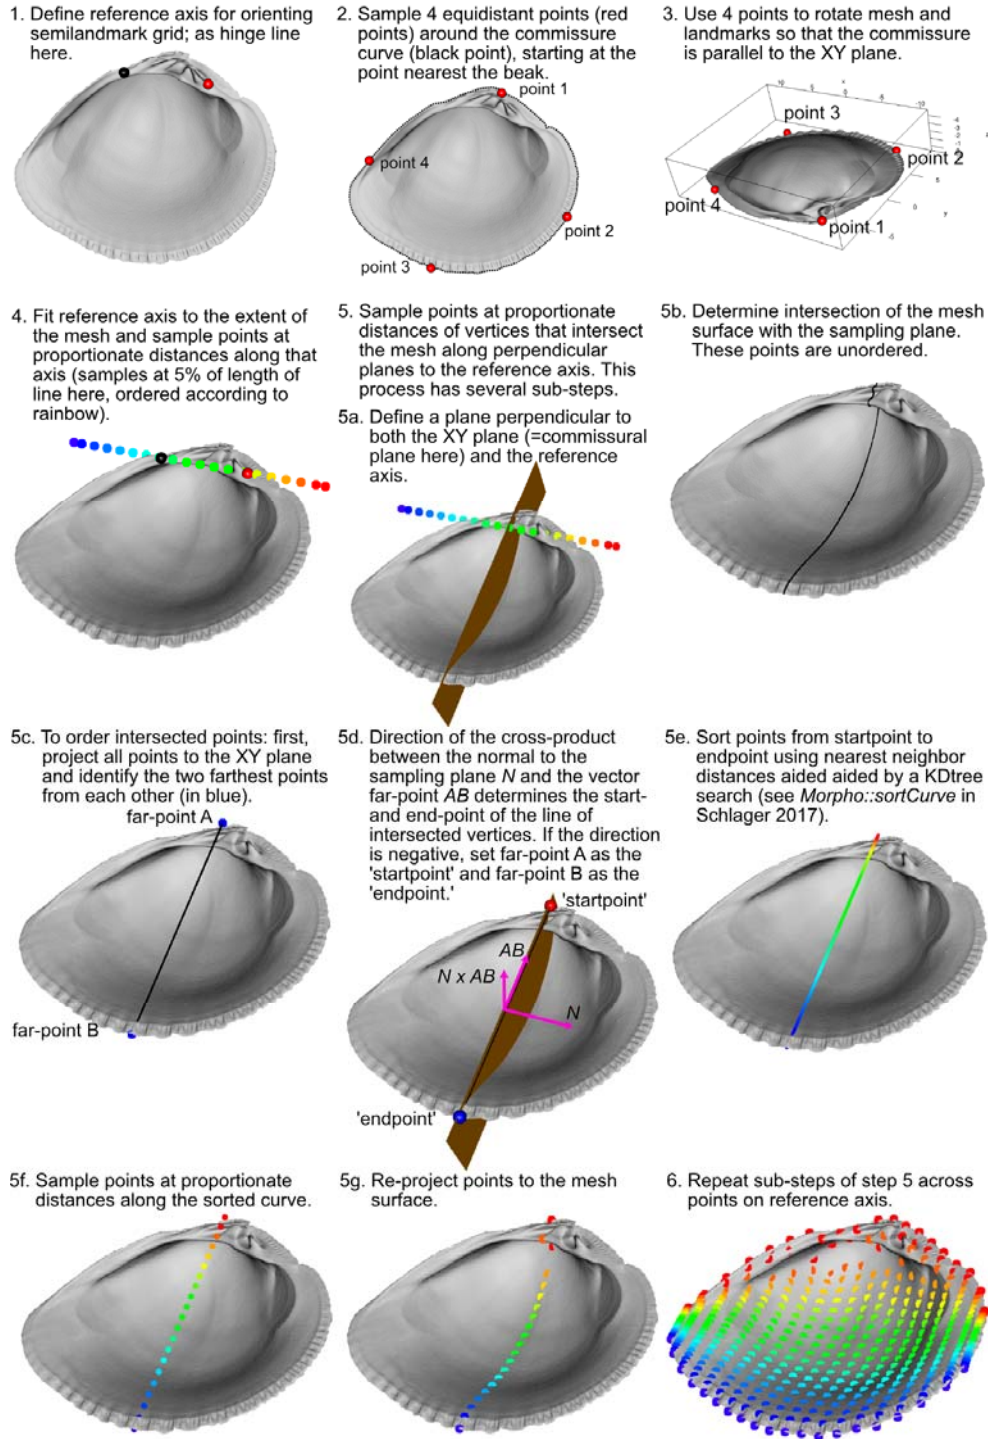 1. Define reference axis for orienting
semilandmark grid; as hinge line
here.
2. Sample 4 equidistant points (red
points) around the commissure
curve (black point), starting at the
point nearest the beak.
point 1
point 4
point 2
point 3
3. Use 4 points to rotate mesh and
landmarks so that the commissure
is parallel to the XY plane.
point 3
point 2
point 4
point 1
4. Fit reference axis to the extent of
the mesh and sample points at
proportionate distances along that
axis (samples at 5% of length of
line here, ordered according to
rainbow).
5. Sample points at proportionate
distances of vertices that intersect
the mesh along perpendicular
planes to the reference axis. This
process has several sub-steps.
5a. Define a plane perpendicular to
both the XY plane (=commissural
plane here) and the reference
axis.
5b. Determine intersection of the mesh
surface with the sampling plane.
These points are unordered.
5c. To order intersected points: first,
project all points to the XY plane
and identify the two farthest points
from each other (in blue).
far-point A
far-point B
5d. Direction of the cross-product
between the normal to the
sampling plane N and the vector
far-point AB determines the start-
and end-point of the line of
intersected vertices. If the direction
is negative, set far-point A as the
'startpoint' and far-point B as the
'endpoint.'
'startpoint'
AB
N x AB
N
'endpoint'
5e. Sort points from startpoint to
endpoint using nearest neighbor
distances aided aided by a KDtree
search (see Morpho::sortCurve in
Schlager 2017).
5f. Sample points at proportionate
distances along the sorted curve.
5g. Re-project points to the mesh
surface.
6. Repeat sub-steps of step 5 across
points on reference axis.